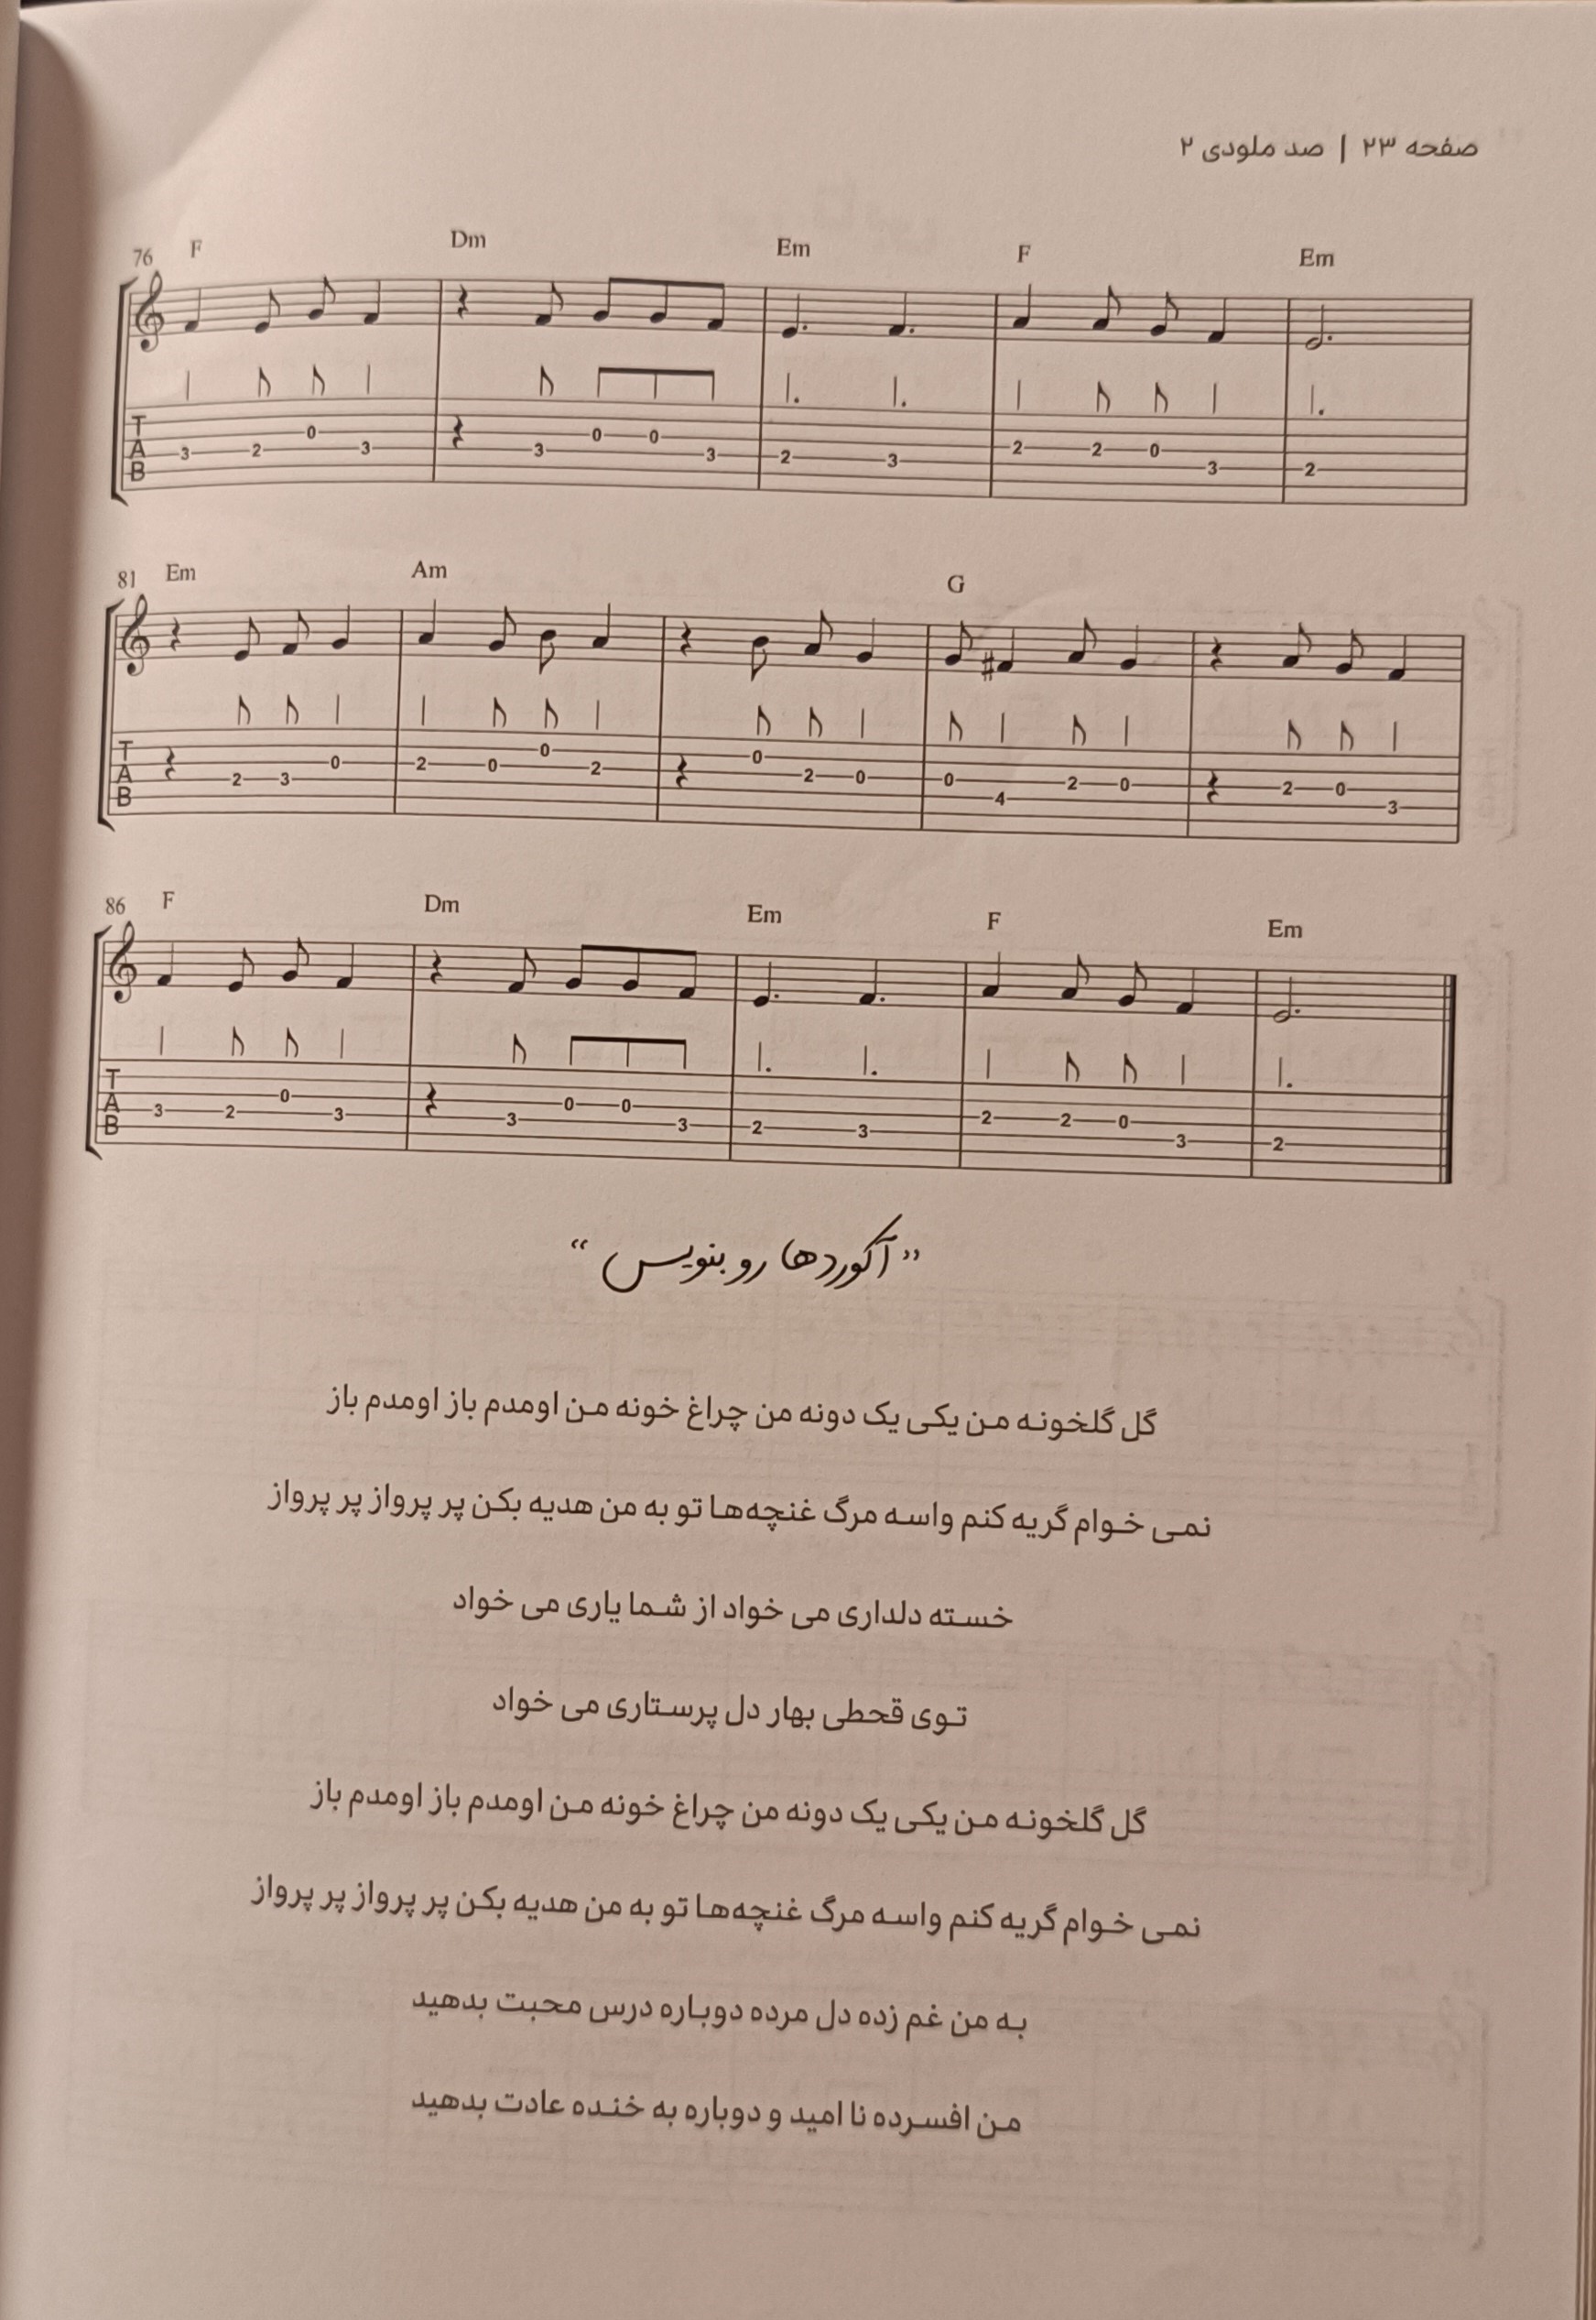 صفحه ۲۳ | صد ملودی ۲
76 F Dm Em F Em
T A B 3 2 0 3 3 0 0 3 2 3 2 2 0 3 2
81 Em Am G
T A B 2 3 0 2 0 0 2 0 2 0 0 4 2 0 2 0 3
86 F Dm Em F Em
T A B 3 2 0 3 3 0 0 3 2 3 2 2 0 3 2
”آکوردها رو بنویس“
گل گلخونه من یکی یک دونه من چراغ خونه من اومدم باز اومدم باز
نمی خوام گریه کنم واسه مرگ غنچه‌ها تو به من هدیه بکن پر پرواز پر پرواز
خسته دلداری می خواد از شما یاری می خواد
توی قحطی بهار دل پرستاری می خواد
گل گلخونه من یکی یک دونه من چراغ خونه من اومدم باز اومدم باز
نمی خوام گریه کنم واسه مرگ غنچه‌ها تو به من هدیه بکن پر پرواز پر پرواز
به من غم زده دل مرده دوباره درس محبت بدهید
من افسرده نا امید و دوباره به خنده عادت بدهید